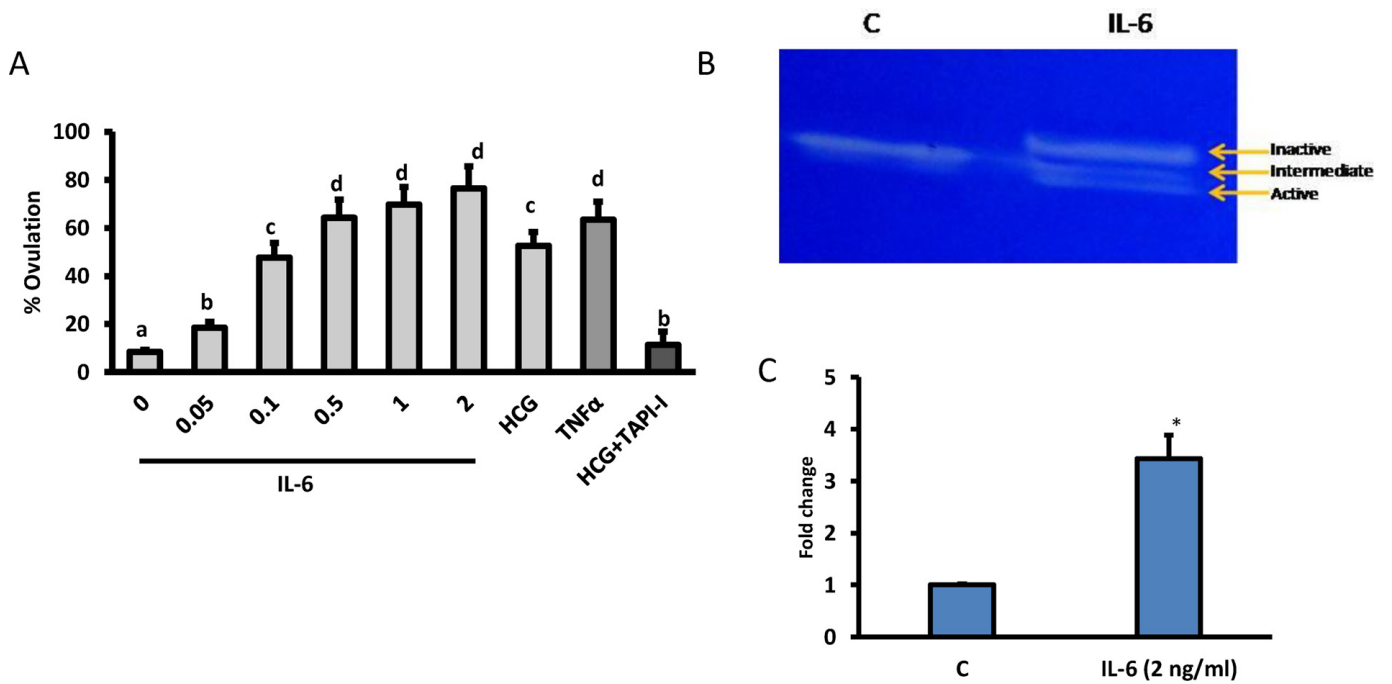 A
% Ovulation
100
80
60
40
20
0
a
b
c
d
d
d
c
d
b
0
0.05
0.1
0.5
1
2
HCG
TNFα
HCG+TAPI-I
IL-6
B
C
IL-6
Inactive
Intermediate
Active
C
Fold change
5
4
3
2
1
0
*
C
IL-6 (2 ng/ml)